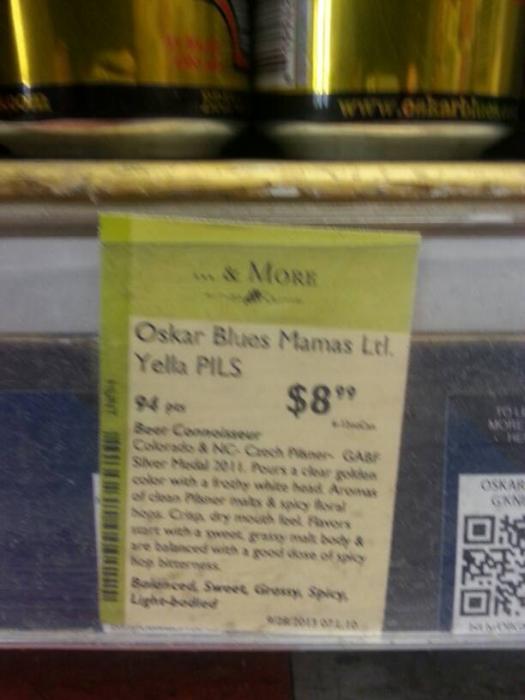 www.oskarblues
... & MORE
Oskar Blues Mamas Ltl.
Yella PILS
94 pts
$8⁹⁹
Beer Connoisseur
Colorado & NC- Czech Pilsner- GABF
Silver Medal 2011. Pours a clear golden
color with a frothy white head. Aromas
of clean Pilsner malts & spicy floral
hops. Crisp, dry mouth feel. Flavors
start with a sweet, grassy malt body &
are balanced with a good dose of spicy
hop bitterness.
Balanced, Sweet, Grassy, Spicy,
Light-bodied
OSKAR